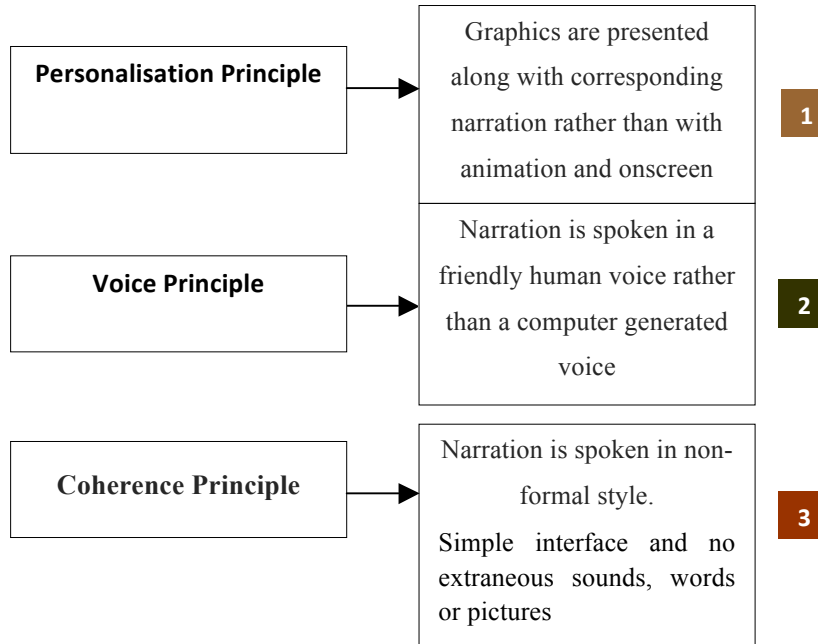 Personalisation Principle
Graphics are presented
along with corresponding
narration rather than with
animation and onscreen
1
Voice Principle
Narration is spoken in a
friendly human voice rather
than a computer generated
voice
2
Coherence Principle
Narration is spoken in non-
formal style.
Simple interface and no
extraneous sounds, words
or pictures
3